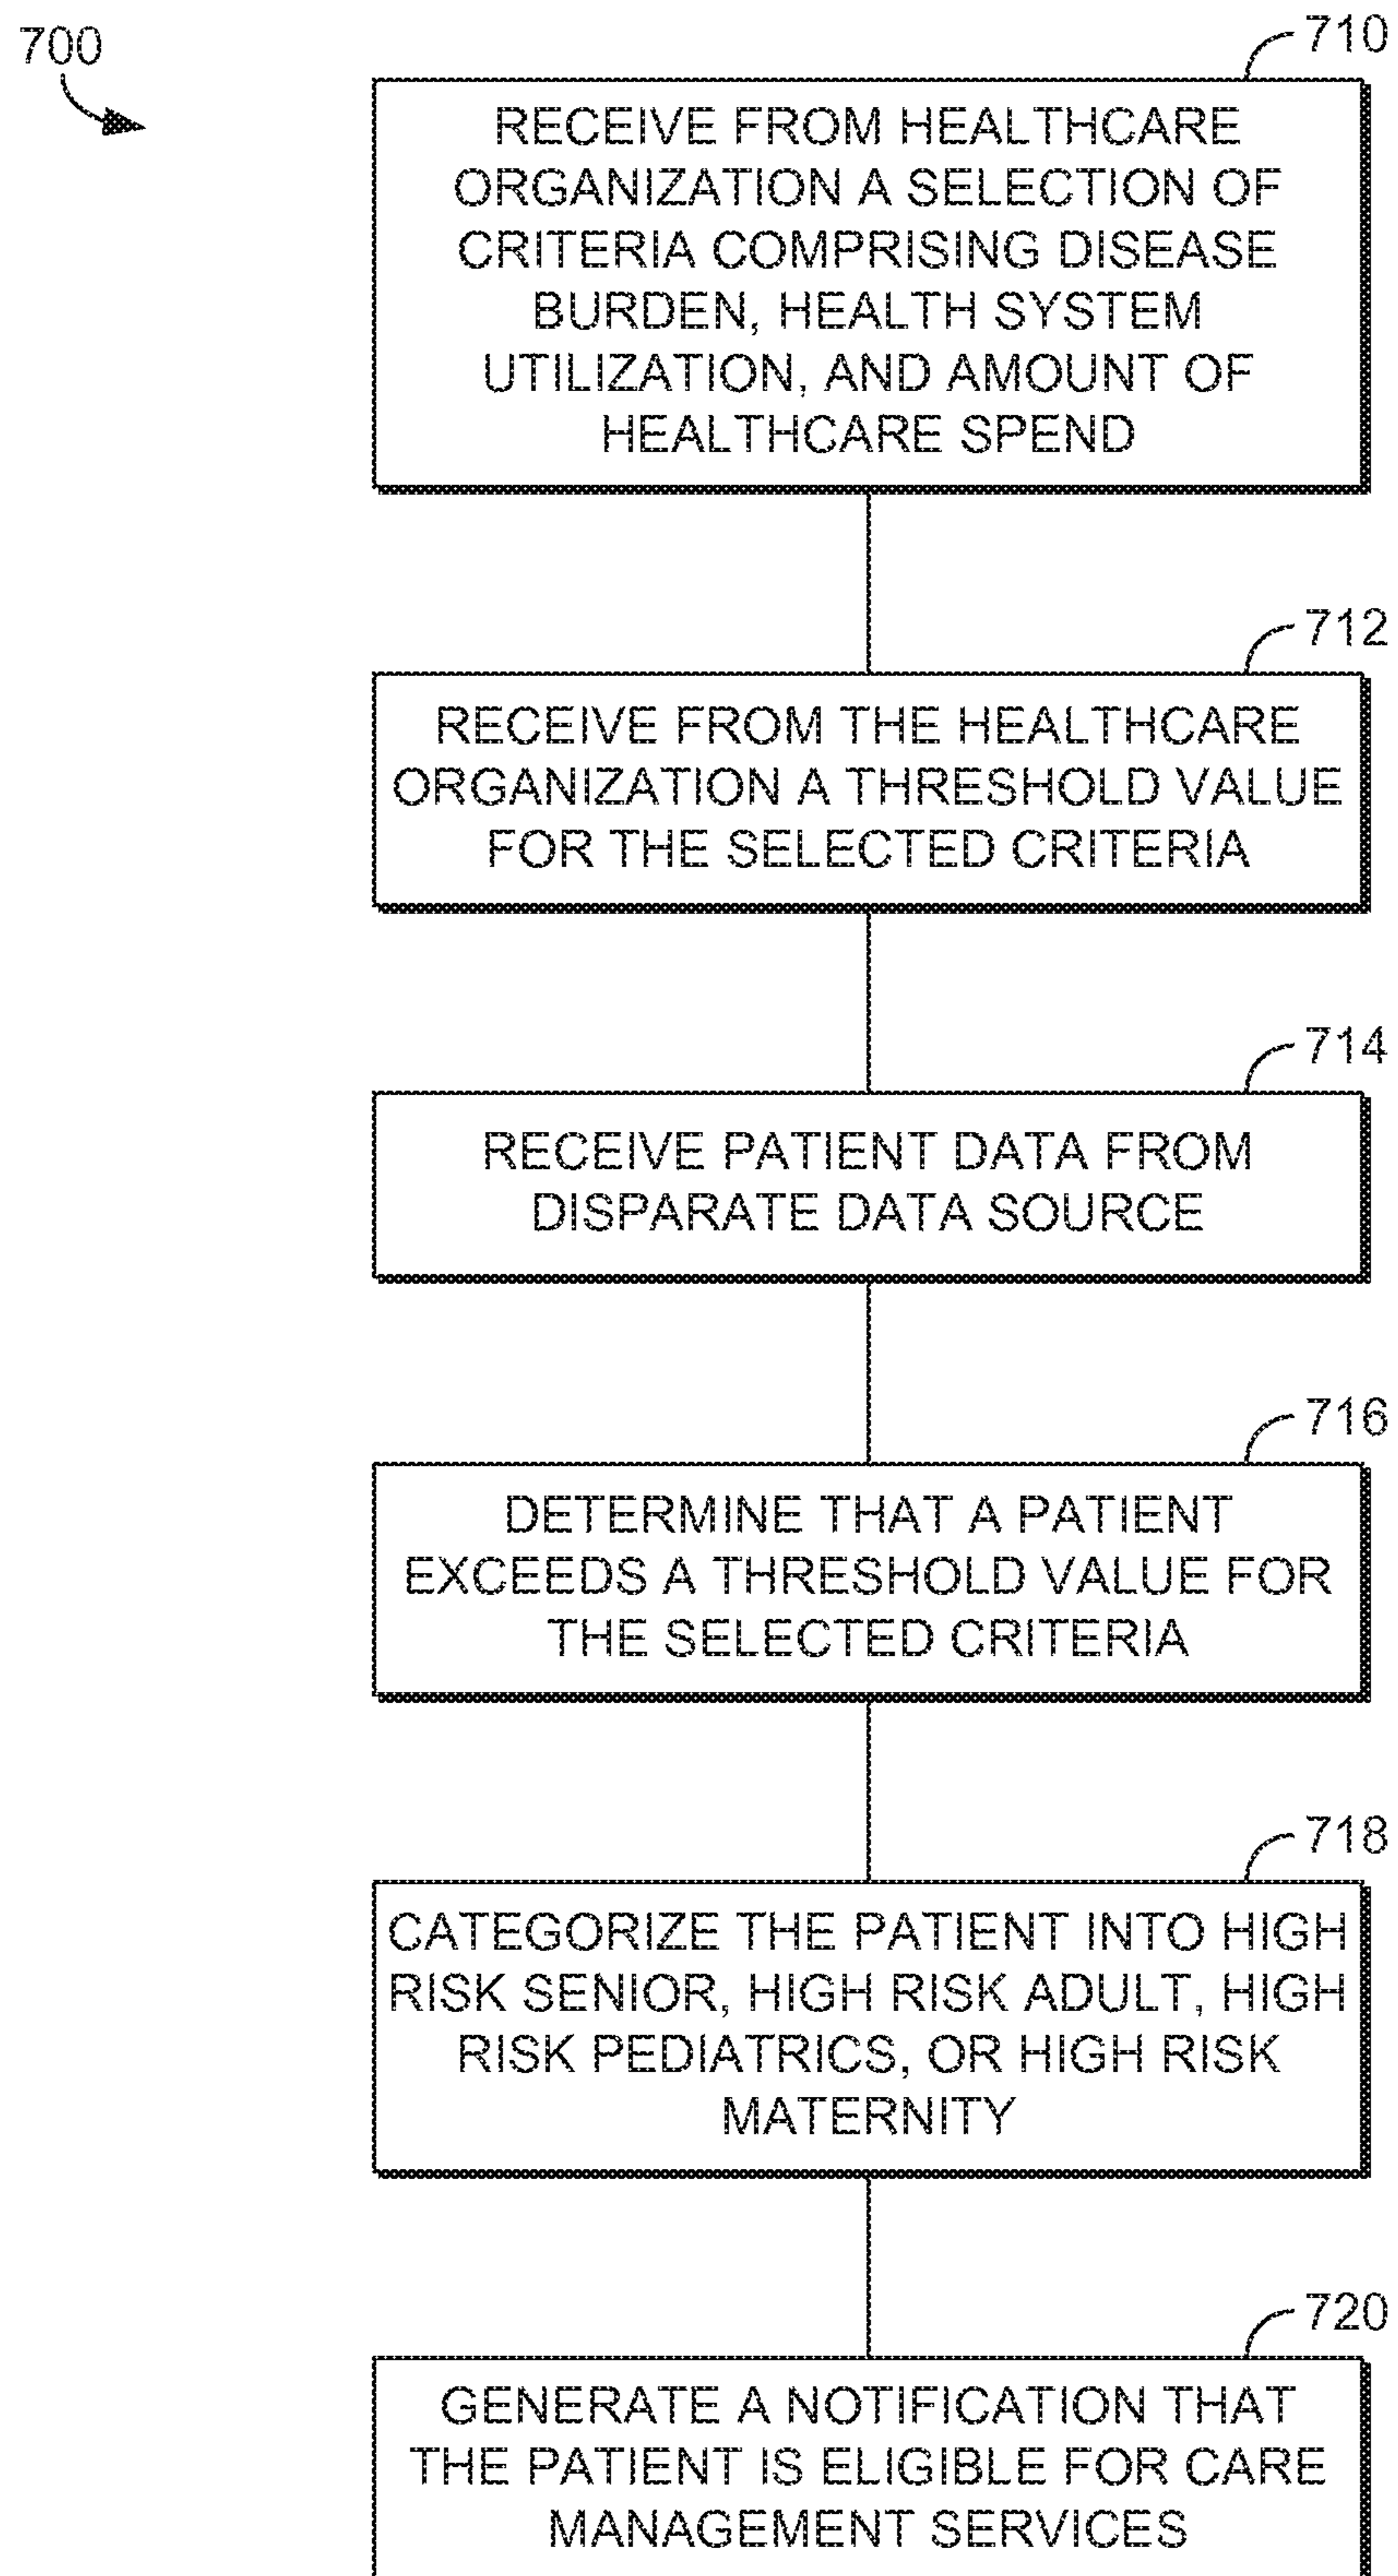 700
710
RECEIVE FROM HEALTHCARE
ORGANIZATION A SELECTION OF
CRITERIA COMPRISING DISEASE
BURDEN, HEALTH SYSTEM
UTILIZATION, AND AMOUNT OF
HEALTHCARE SPEND
712
RECEIVE FROM THE HEALTHCARE
ORGANIZATION A THRESHOLD VALUE
FOR THE SELECTED CRITERIA
714
RECEIVE PATIENT DATA FROM
DISPARATE DATA SOURCE
716
DETERMINE THAT A PATIENT
EXCEEDS A THRESHOLD VALUE FOR
THE SELECTED CRITERIA
718
CATEGORIZE THE PATIENT INTO HIGH
RISK SENIOR, HIGH RISK ADULT, HIGH
RISK PEDIATRICS, OR HIGH RISK
MATERNITY
720
GENERATE A NOTIFICATION THAT
THE PATIENT IS ELIGIBLE FOR CARE
MANAGEMENT SERVICES